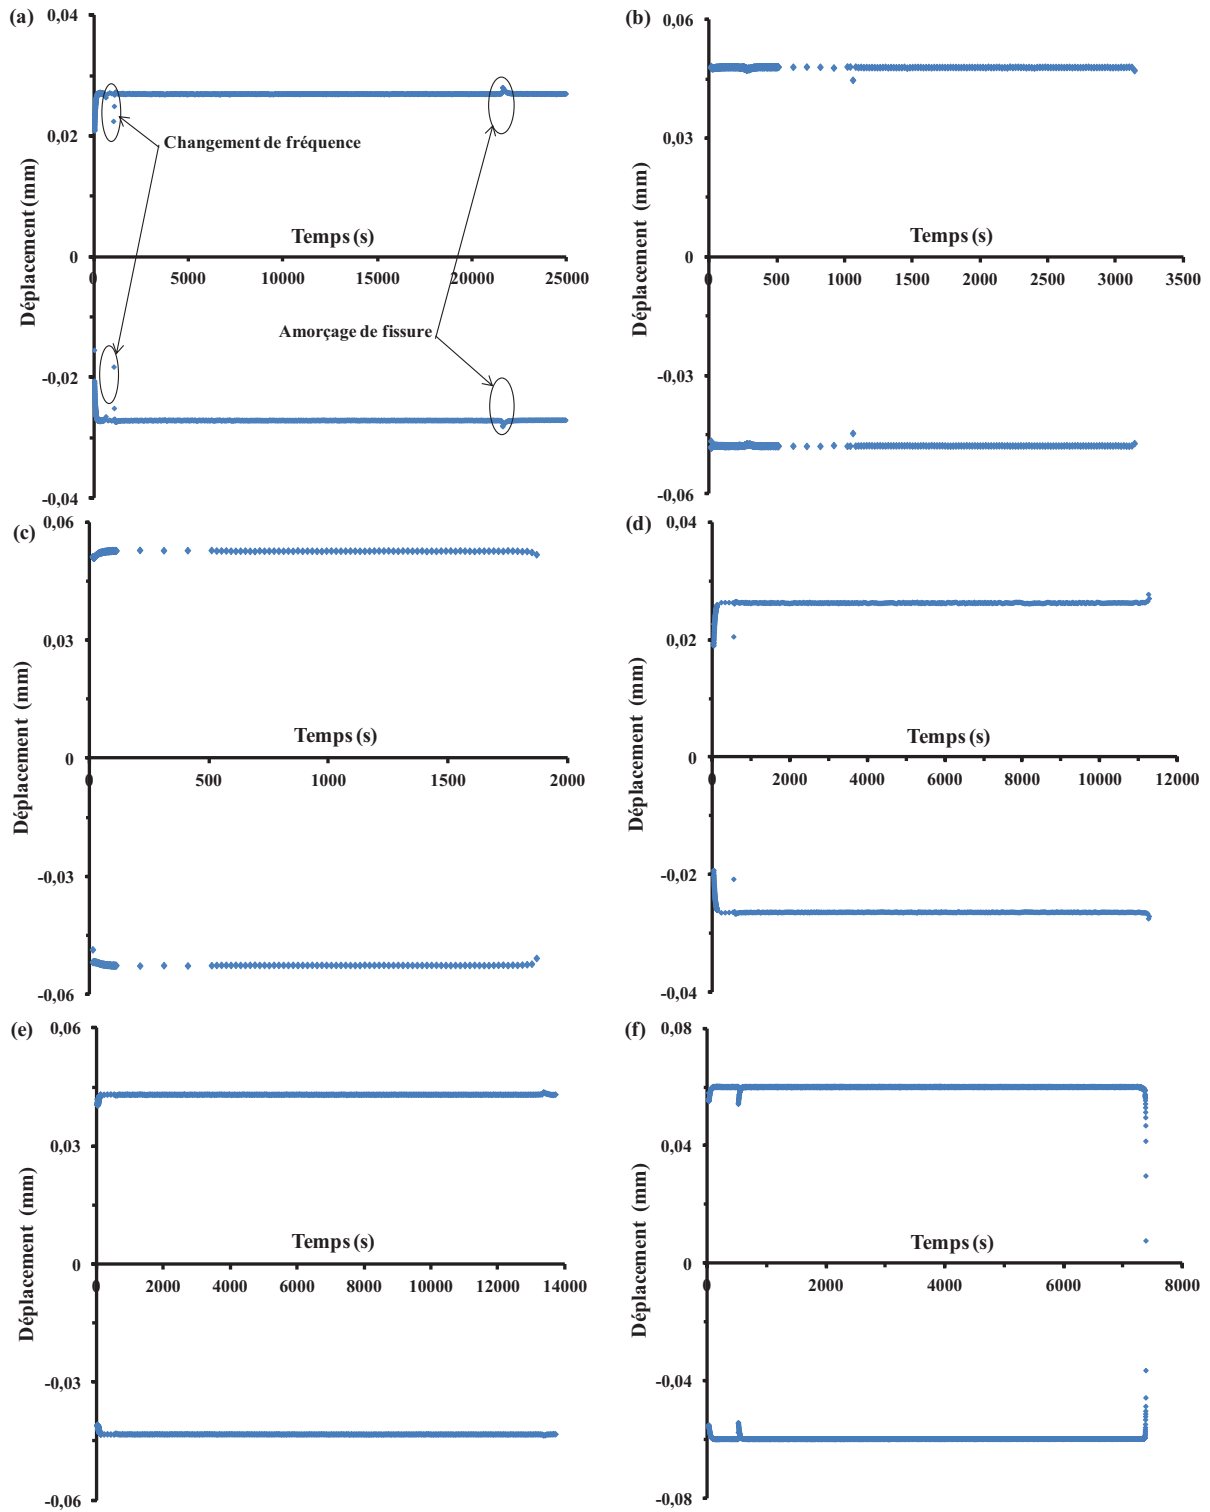 (a)
0,04
0,02
0
-0,02
-0,04
Déplacement (mm)
Temps (s)
0 5000 10000 15000 20000 25000
Changement de fréquence
Amorçage de fissure
(b)
0,06
0,03
0
-0,03
-0,06
Déplacement (mm)
Temps (s)
0 500 1000 1500 2000 2500 3000 3500
(c)
0,06
0,03
0
-0,03
-0,06
Déplacement (mm)
Temps (s)
0 500 1000 1500 2000
(d)
0,04
0,02
0
-0,02
-0,04
Déplacement (mm)
Temps (s)
0 2000 4000 6000 8000 10000 12000
(e)
0,06
0,03
0
-0,03
-0,06
Déplacement (mm)
Temps (s)
0 2000 4000 6000 8000 10000 12000 14000
(f)
0,08
0,04
0
-0,04
-0,08
Déplacement (mm)
Temps (s)
0 2000 4000 6000 8000